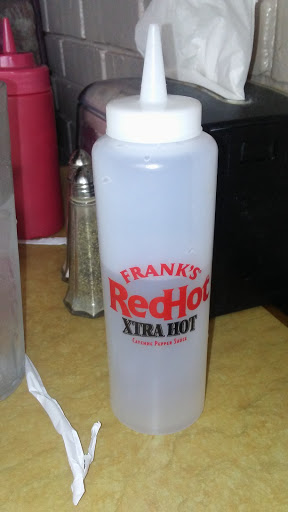 FRANK'S
RedHot
XTRA HOT
CAYENNE PEPPER SAUCE